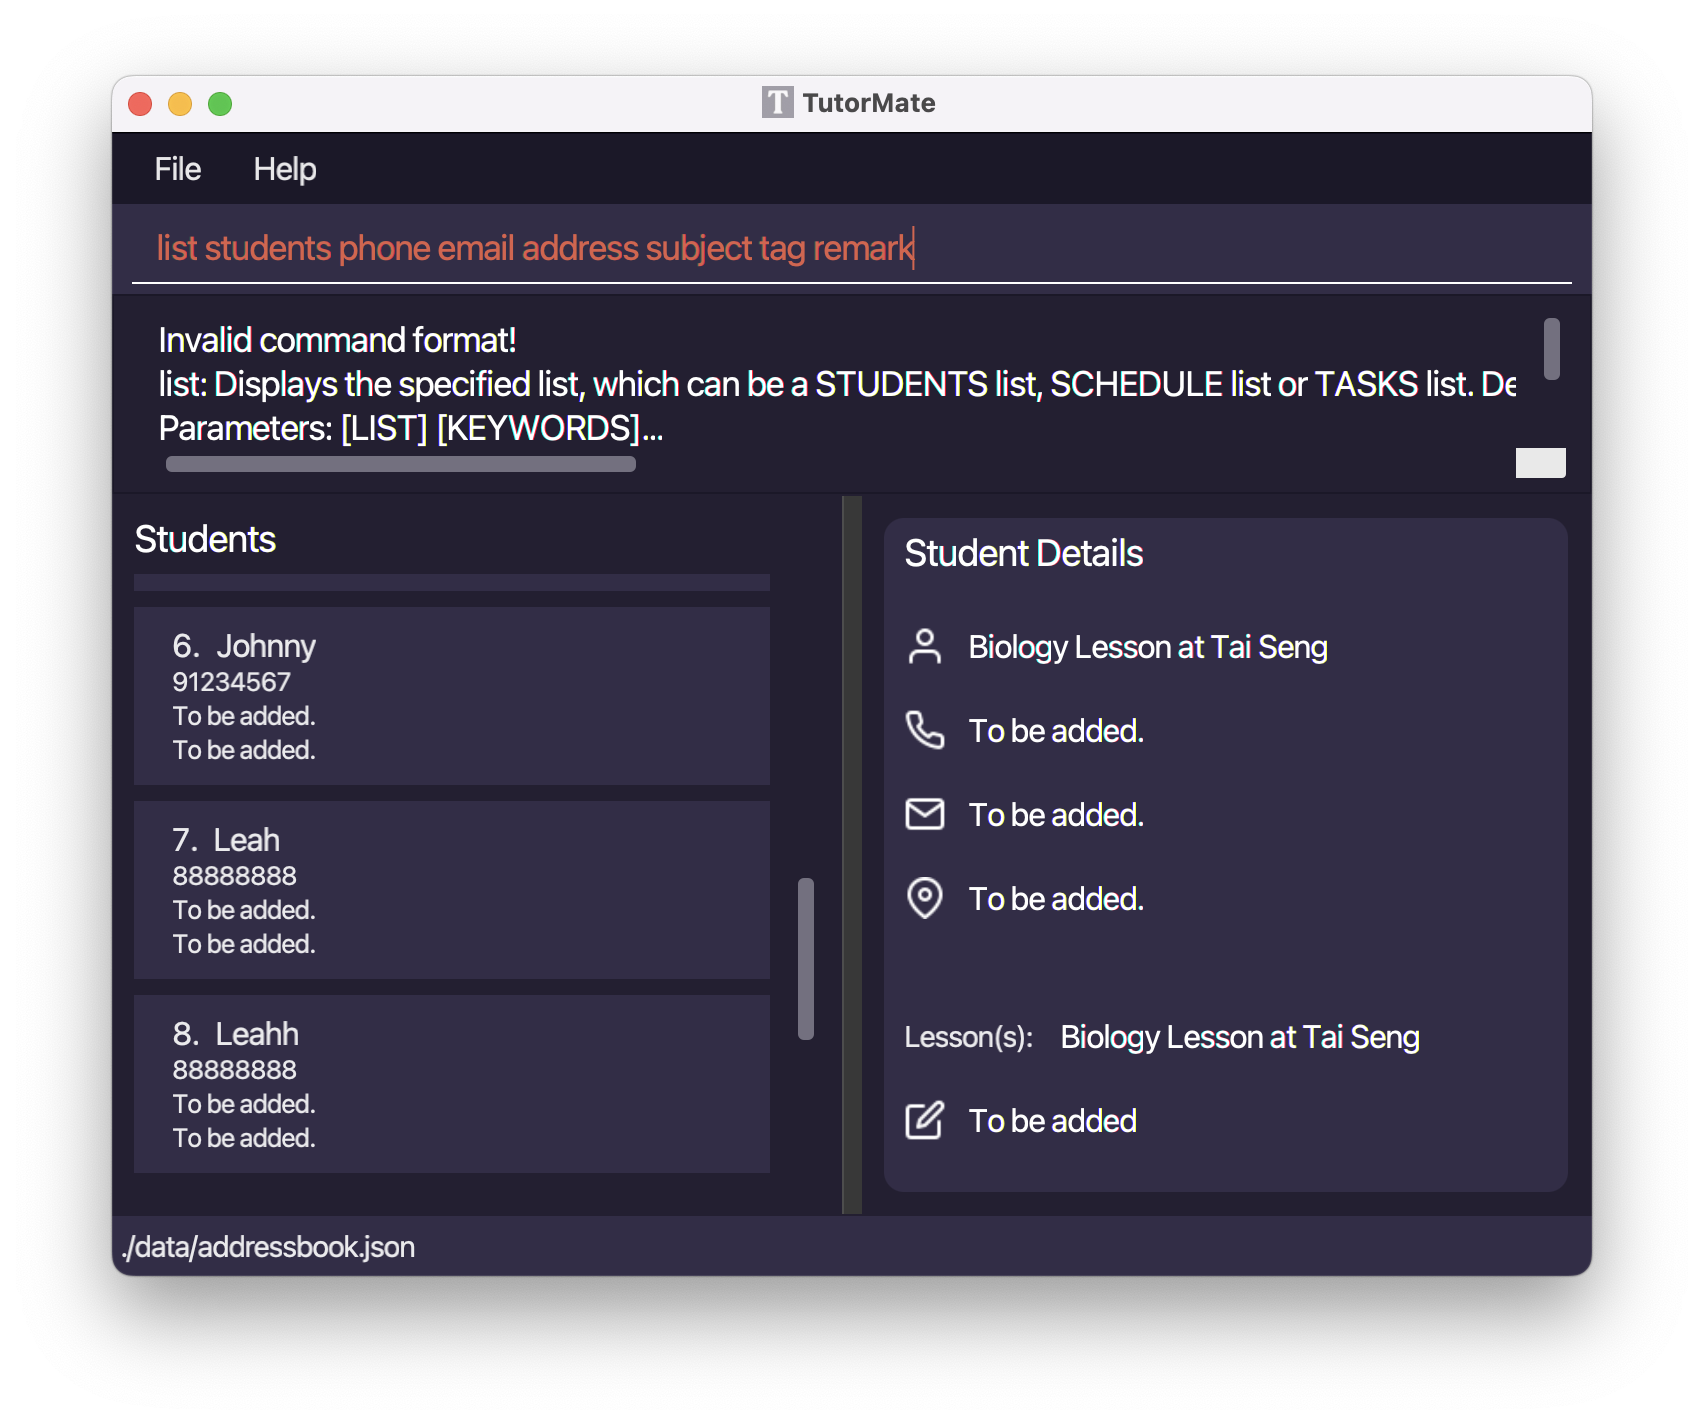 T TutorMate
File Help
list students phone email address subject tag remark
Invalid command format!
list: Displays the specified list, which can be a STUDENTS list, SCHEDULE list or TASKS list. De
Parameters: [LIST] [KEYWORDS]...
Students
6. Johnny
91234567
To be added.
To be added.
7. Leah
88888888
To be added.
To be added.
8. Leahh
88888888
To be added.
To be added.
Student Details
Biology Lesson at Tai Seng
To be added.
To be added.
To be added.
Lesson(s): Biology Lesson at Tai Seng
To be added
./data/addressbook.json